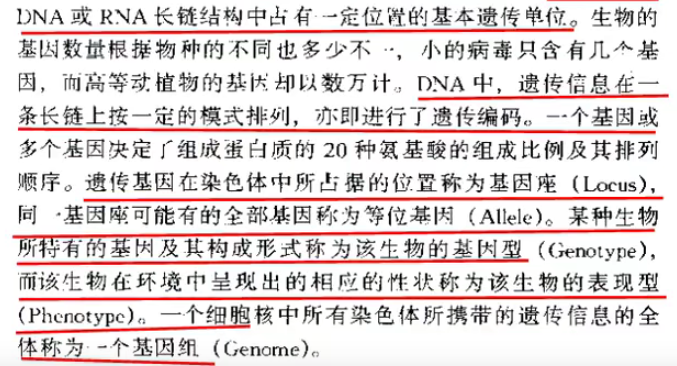 DNA或RNA长链结构中占有一定位置的基本遗传单位。生物的
基因数量根据物种的不同也多少不一，小的病毒只含有几个基
因，而高等动植物的基因却以数万计。DNA中，遗传信息在一
条长链上按一定的模式排列，亦即进行了遗传编码。一个基因或
多个基因决定了组成蛋白质的20种氨基酸的组成比例及其排列
顺序。遗传基因在染色体中所占据的位置称为基因座（Locus），
同一基因座可能有的全部基因称为等位基因（Allele）。某种生物
所特有的基因及其构成形式称为该生物的基因型（Genotype），
而该生物在环境中呈现出的相应的性状称为该生物的表现型
（Phenotype）。一个细胞核中所有染色体所携带的遗传信息的全
体称为一个基因组（Genome）。